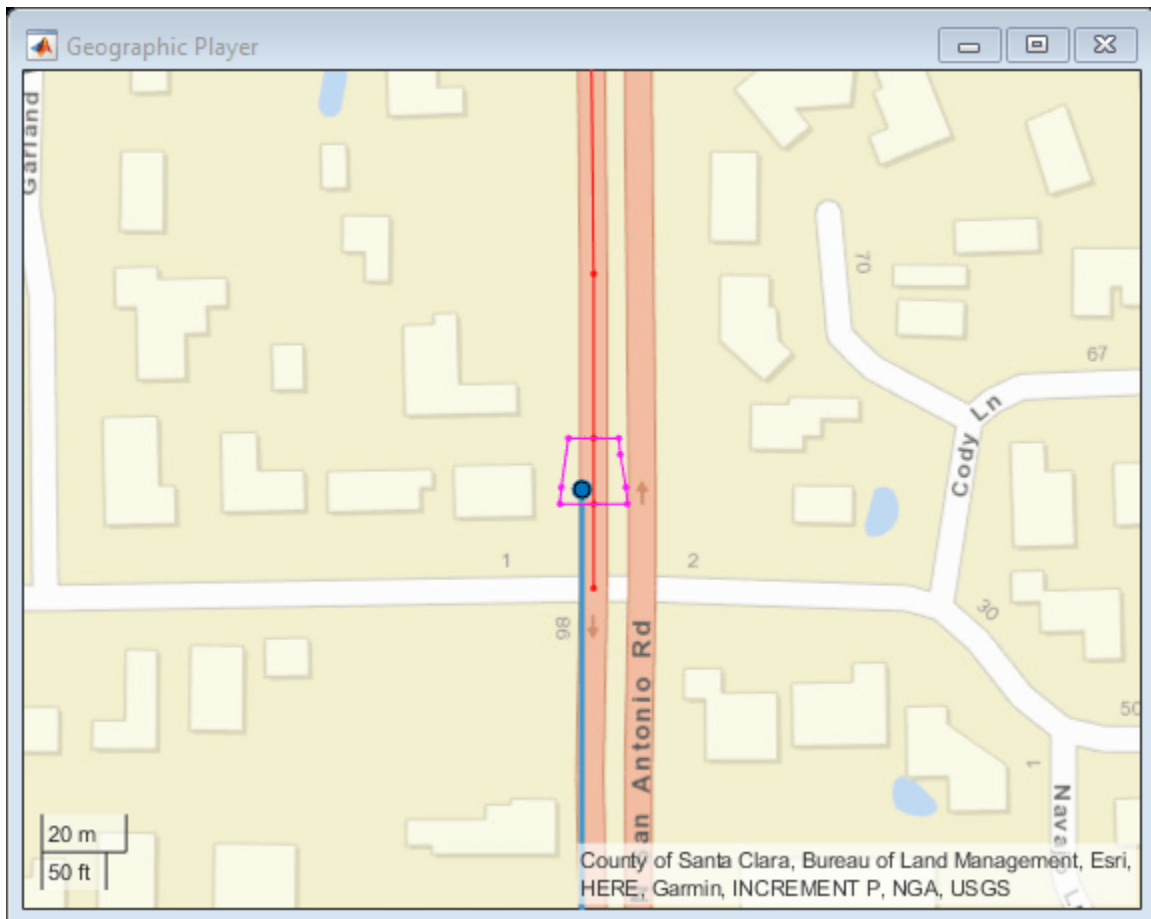 Geographic Player
Garland
70
67
Cody Ln
1
2
30
98
San Antonio Rd
50
1
Navajo L
20 m
50 ft
County of Santa Clara, Bureau of Land Management, Esri,
HERE, Garmin, INCREMENT P, NGA, USGS